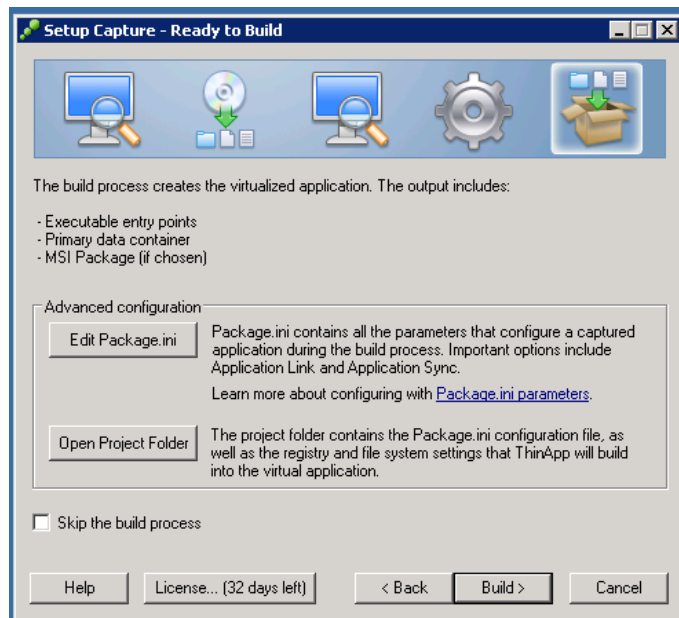 Setup Capture - Ready to Build
The build process creates the virtualized application. The output includes:
- Executable entry points
- Primary data container
- MSI Package (if chosen)
Advanced configuration
Edit Package.ini
Package.ini contains all the parameters that configure a captured
application during the build process. Important options include
Application Link and Application Sync.
Learn more about configuring with Package.ini parameters.
Open Project Folder
The project folder contains the Package.ini configuration file, as
well as the registry and file system settings that ThinApp will build
into the virtual application.
Skip the build process
Help License... (32 days left) < Back Build > Cancel